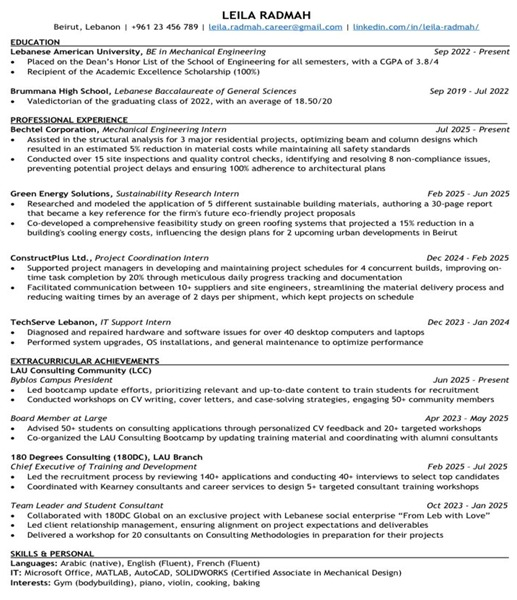 LEILA RADMAH
Beirut, Lebanon | +961 23 456 789 | leila.radmah.career@gmail.com | linkedin.com/in/leila-radmah/
EDUCATION
Lebanese American University, BE in Mechanical Engineering Sep 2022 - Present
• Placed on the Dean's Honor List of the School of Engineering for all semesters, with a CGPA of 3.8/4
• Recipient of the Academic Excellence Scholarship (100%)
Brummana High School, Lebanese Baccalaureate of General Sciences Sep 2019 - Jul 2022
• Valedictorian of the graduating class of 2022, with an average of 18.50/20
PROFESSIONAL EXPERIENCE
Bechtel Corporation, Mechanical Engineering Intern Jul 2025 - Present
• Assisted in the structural analysis for 3 major residential projects, optimizing beam and column designs which
resulted in an estimated 5% reduction in material costs while maintaining all safety standards
• Conducted over 15 site inspections and quality control checks, identifying and resolving 8 non-compliance issues,
preventing potential project delays and ensuring 100% adherence to architectural plans
Green Energy Solutions, Sustainability Research Intern Feb 2025 - Jun 2025
• Researched and modeled the application of 5 different sustainable building materials, authoring a 30-page report
that became a key reference for the firm's future eco-friendly project proposals
• Co-developed a comprehensive feasibility study on green roofing systems that projected a 15% reduction in a
building's cooling energy costs, influencing the design plans for 2 upcoming urban developments in Beirut
ConstructPlus Ltd., Project Coordination Intern Dec 2024 - Feb 2025
• Supported project managers in developing and maintaining project schedules for 4 concurrent builds, improving on-
time task completion by 20% through meticulous daily progress tracking and documentation
• Facilitated communication between 10+ suppliers and site engineers, streamlining the material delivery process and
reducing waiting times by an average of 2 days per shipment, which kept projects on schedule
TechServe Lebanon, IT Support Intern Dec 2023 - Jan 2024
• Diagnosed and repaired hardware and software issues for over 40 desktop computers and laptops
• Performed system upgrades, OS installations, and general maintenance to optimize performance
EXTRACURRICULAR ACHIEVEMENTS
LAU Consulting Community (LCC)
Byblos Campus President Jun 2025 - Present
• Led bootcamp update efforts, prioritizing relevant and up-to-date content to train students for recruitment
• Conducted workshops on CV writing, cover letters, and case-solving strategies, engaging 50+ community members
Board Member at Large Apr 2023 - May 2025
• Advised 50+ students on consulting applications through personalized CV feedback and 20+ targeted workshops
• Co-organized the LAU Consulting Bootcamp by updating training material and coordinating with alumni consultants
180 Degrees Consulting (180DC), LAU Branch
Chief Executive of Training and Development Feb 2025 - Jul 2025
• Led the recruitment process by reviewing 140+ applications and conducting 40+ interviews to select top candidates
• Coordinated with Kearney consultants and career services to design 5+ targeted consultant training workshops
Team Leader and Student Consultant Oct 2023 - Jan 2025
• Collaborated with 180DC Global on an exclusive project with Lebanese social enterprise "From Leb with Love"
• Led client relationship management, ensuring alignment on project expectations and deliverables
• Delivered a workshop for 20 consultants on Consulting Methodologies in preparation for their projects
SKILLS & PERSONAL
Languages: Arabic (native), English (Fluent), French (Fluent)
IT: Microsoft Office, MATLAB, AutoCAD, SOLIDWORKS (Certified Associate in Mechanical Design)
Interests: Gym (bodybuilding), piano, violin, cooking, baking